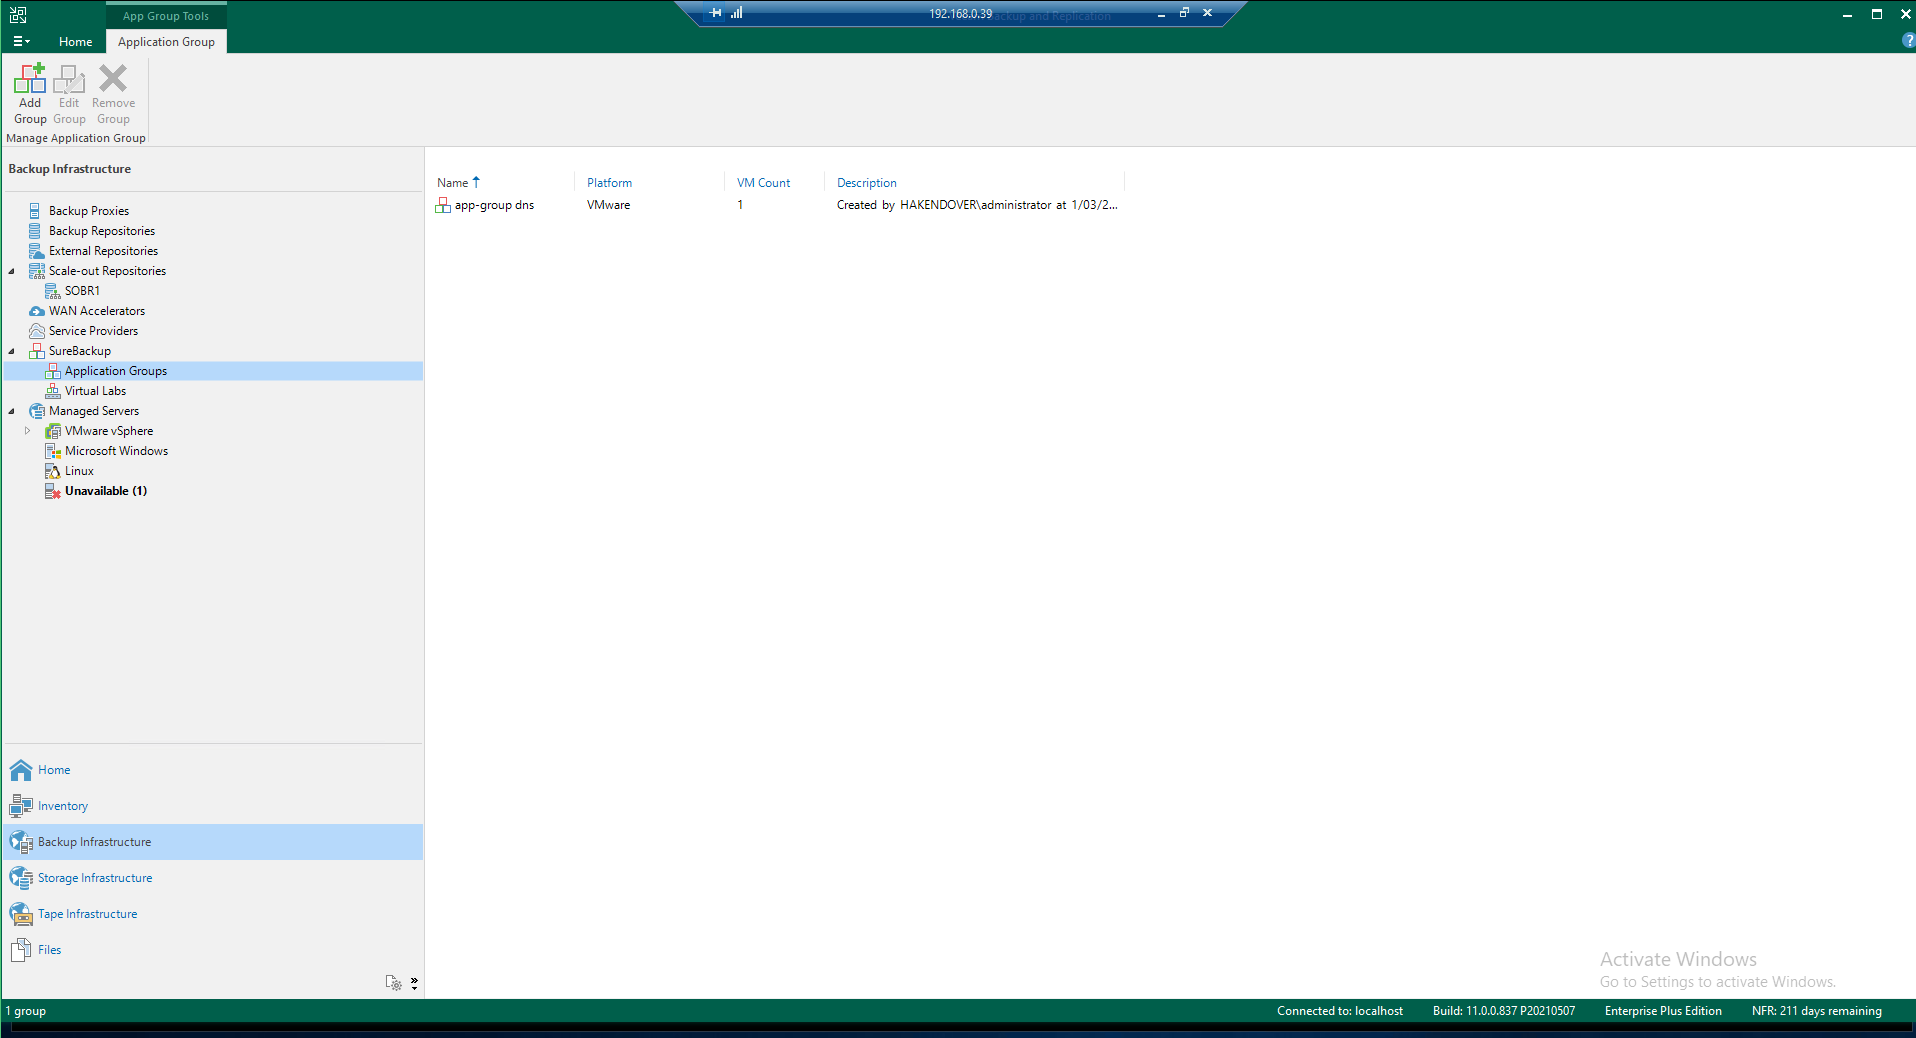 App Group Tools
192.168.0.39
ackup and Replication
Home
Application Group
Add Group
Edit Group
Remove Group
Manage Application Group
Backup Infrastructure
Backup Proxies
Backup Repositories
External Repositories
Scale-out Repositories
SOBR1
WAN Accelerators
Service Providers
SureBackup
Application Groups
Virtual Labs
Managed Servers
VMware vSphere
Microsoft Windows
Linux
Unavailable (1)
Name Platform VM Count Description
app-group dns VMware 1 Created by HAKENDOVER\administrator at 1/03/2...
Home
Inventory
Backup Infrastructure
Storage Infrastructure
Tape Infrastructure
Files
Activate Windows
Go to Settings to activate Windows.
1 group
Connected to: localhost
Build: 11.0.0.837 P20210507
Enterprise Plus Edition
NFR: 211 days remaining